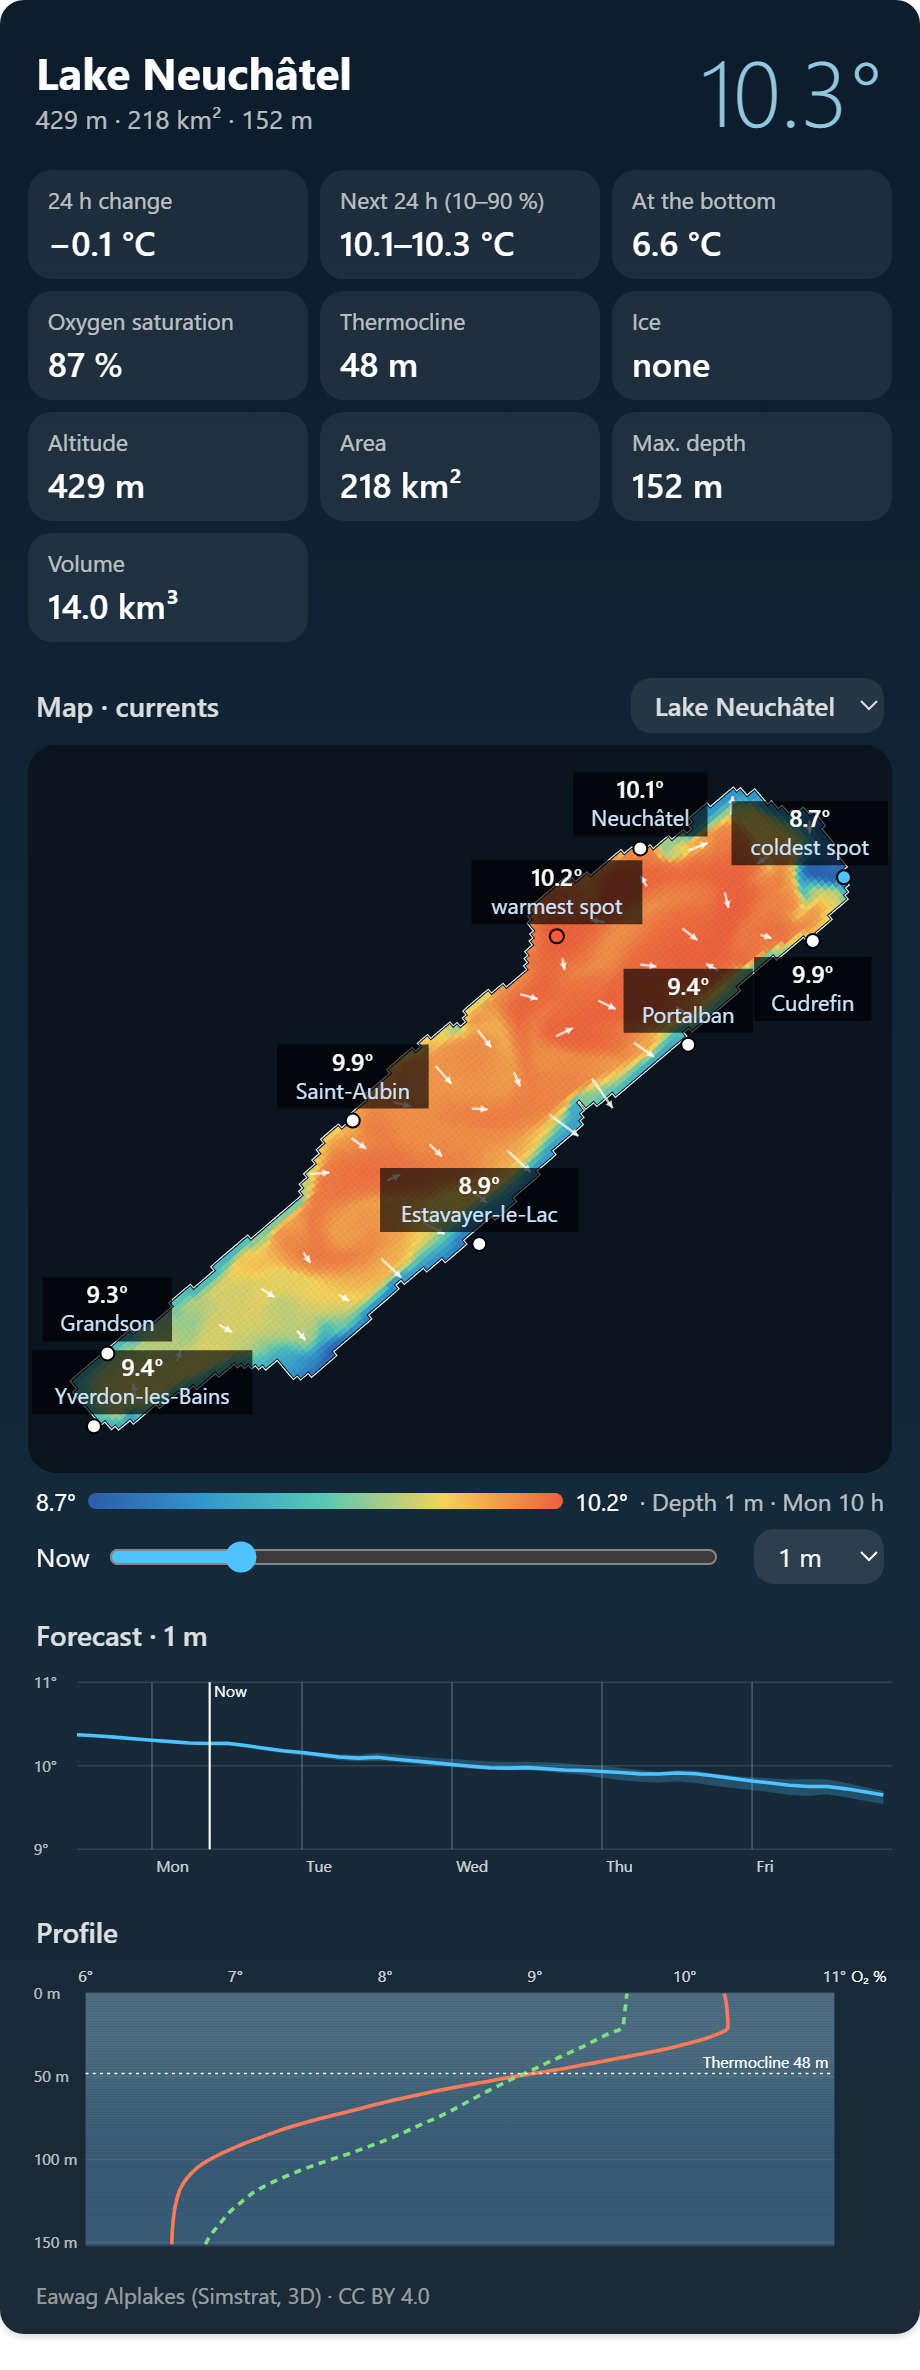 Lake Neuchâtel
10.3°
429 m · 218 km² · 152 m
24 h change
−0.1 °C
Next 24 h (10–90 %)
10.1–10.3 °C
At the bottom
6.6 °C
Oxygen saturation
87 %
Thermocline
48 m
Ice
none
Altitude
429 m
Area
218 km²
Max. depth
152 m
Volume
14.0 km³
Map · currents
Lake Neuchâtel
10.1°
Neuchâtel
8.7°
coldest spot
10.2°
warmest spot
9.4°
Portalban
9.9°
Cudrefin
9.9°
Saint-Aubin
8.9°
Estavayer-le-Lac
9.3°
Grandson
9.4°
Yverdon-les-Bains
8.7°
10.2° · Depth 1 m · Mon 10 h
Now
1 m
Forecast · 1 m
11°
Now
10°
9°
Mon Tue Wed Thu Fri
Profile
6° 7° 8° 9° 10° 11° O₂ %
0 m
Thermocline 48 m
50 m
100 m
150 m
Eawag Alplakes (Simstrat, 3D) · CC BY 4.0